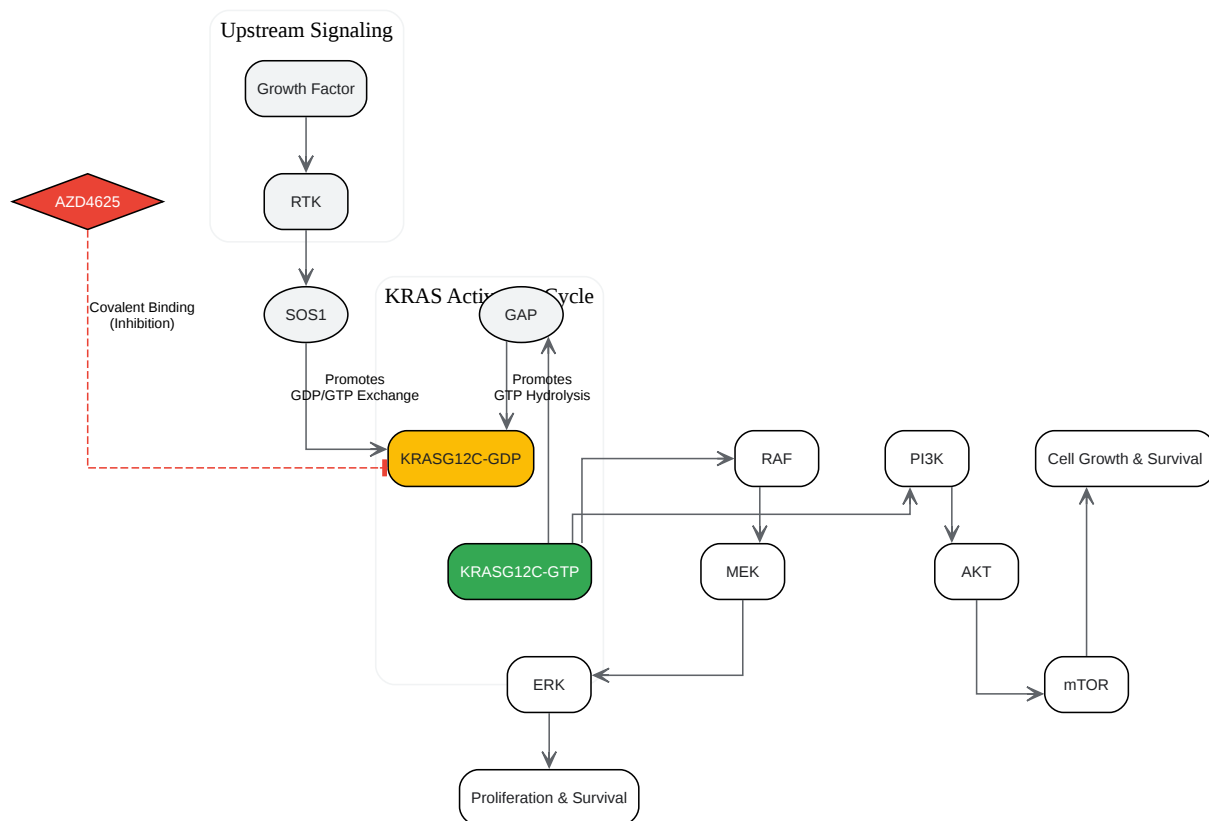 Upstream Signaling
Growth Factor
AZD4625
RTK
Covalent Binding
(Inhibition)
SOS1
KRAS Activ Cycle
GAP
Promotes
GDP/GTP Exchange
Promotes
GTP Hydrolysis
KRASG12C-GDP
RAF
PI3K
Cell Growth & Survival
KRASG12C-GTP
MEK
AKT
ERK
mTOR
Proliferation & Survival